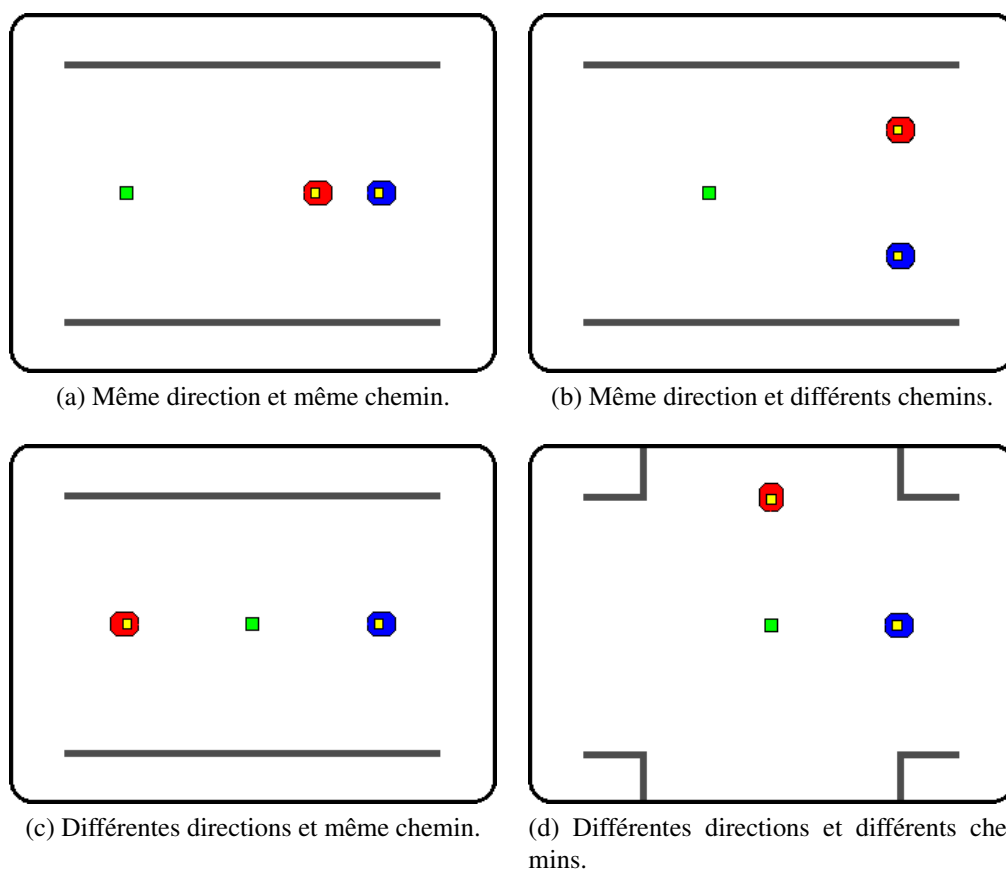 (a) Même direction et même chemin.
(b) Même direction et différents chemins.
(c) Différentes directions et même chemin.
(d) Différentes directions et différents che
mins.